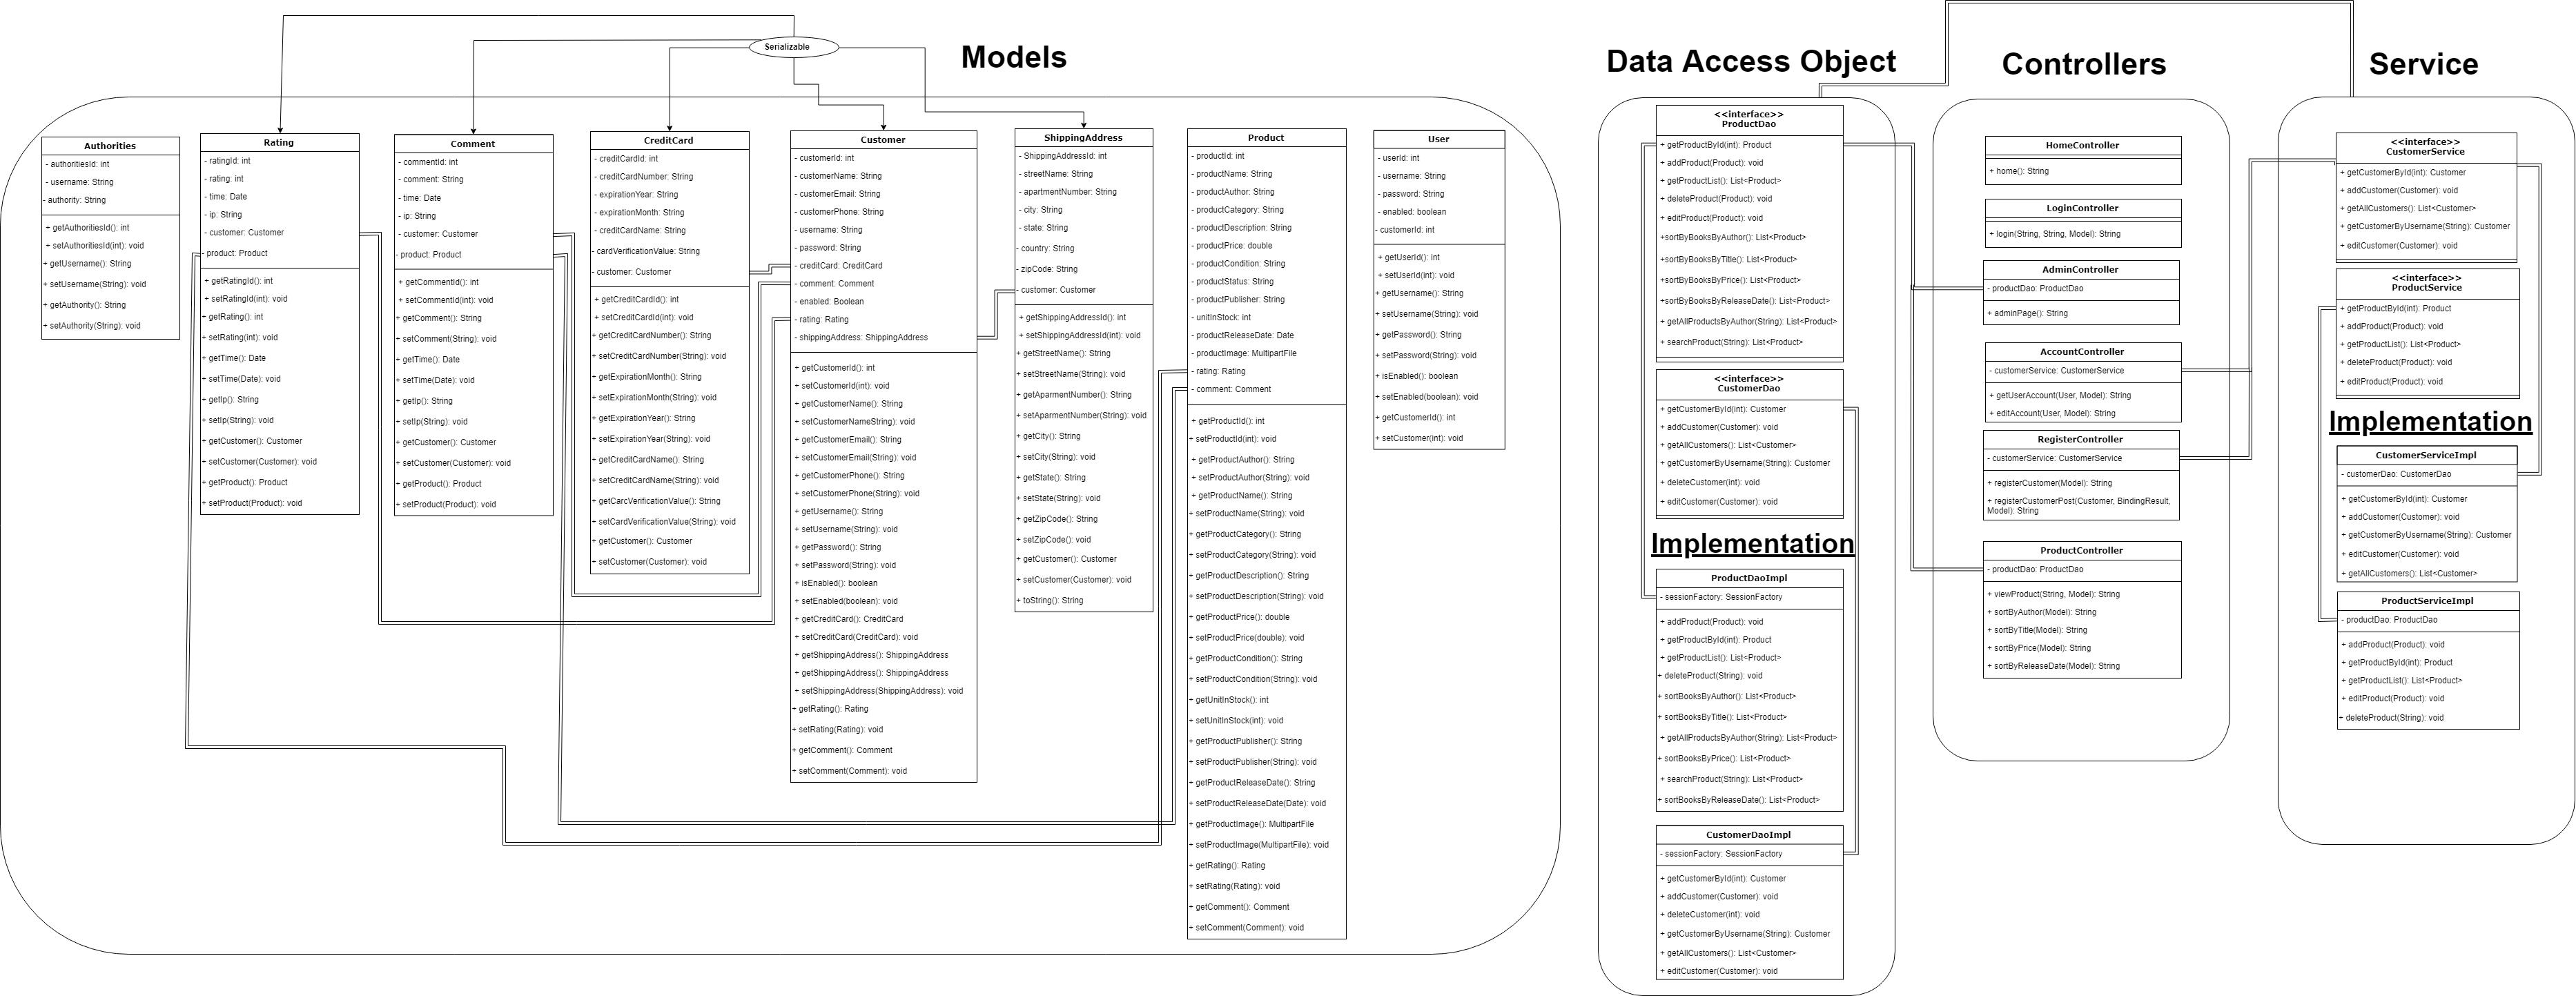 Serializable
Models
Authorities
- authoritiesId: int
- username: String
- authority: String
+ getAuthoritiesId(): int
+ setAuthoritiesId(int): void
+ getUsername(): String
+ setUsername(String): void
+ getAuthority(): String
+ setAuthority(String): void
Rating
- ratingId: int
- rating: int
- time: Date
- ip: String
- customer: Customer
- product: Product
+ getRatingId(): int
+ setRatingId(int): void
+ getRating(): int
+ setRating(int): void
+ getTime(): Date
+ setTime(Date): void
+ getIp(): String
+ setIp(String): void
+ getCustomer(): Customer
+ setCustomer(Customer): void
+ getProduct(): Product
+ setProduct(Product): void
Comment
- commentId: int
- comment: String
- time: Date
- ip: String
- customer: Customer
- product: Product
+ getCommentId(): int
+ setCommentId(int): void
+ getComment(): String
+ setComment(String): void
+ getTime(): Date
+ setTime(Date): void
+ getIp(): String
+ setIp(String): void
+ getCustomer(): Customer
+ setCustomer(Customer): void
+ getProduct(): Product
+ setProduct(Product): void
CreditCard
- creditCardId: int
- creditCardNumber: String
- expirationYear: String
- expirationMonth: String
- creditCardName: String
- cardVerificationValue: String
- customer: Customer
+ getCreditCardId(): int
+ setCreditCardId(int): void
+ getCreditCardNumber(): String
+ setCreditCardNumber(String): void
+ getExpirationMonth(): String
+ setExpirationMonth(String): void
+ getExpirationYear(): String
+ setExpirationYear(String): void
+ getCreditCardName(): String
+ setCreditCardName(String): void
+ getCarcVerificationValue(): String
+ setCardVerificationValue(String): void
+ getCustomer(): Customer
+ setCustomer(Customer): void
Customer
- customerId: int
- customerName: String
- customerEmail: String
- customerPhone: String
- username: String
- password: String
- creditCard: CreditCard
- comment: Comment
- enabled: Boolean
- rating: Rating
- shippingAddress: ShippingAddress
+ getCustomerId(): int
+ setCustomerId(int): void
+ getCustomerName(): String
+ setCustomerNameString): void
+ getCustomerEmail(): String
+ setCustomerEmail(String): void
+ getCustomerPhone(): String
+ setCustomerPhone(String): void
+ getUsername(): String
+ setUsername(String): void
+ getPassword(): String
+ setPassword(String): void
+ isEnabled(): boolean
+ setEnabled(boolean): void
+ getCreditCard(): CreditCard
+ setCreditCard(CreditCard): void
+ getShippingAddress(): ShippingAddress
+ getShippingAddress(): ShippingAddress
+ setShippingAddress(ShippingAddress): void
+ getRating(): Rating
+ setRating(Rating): void
+ getComment(): Comment
+ setComment(Comment): void
ShippingAddress
- ShippingAddressId: int
- streetName: String
- apartmentNumber: String
- city: String
- state: String
- country: String
- zipCode: String
- customer: Customer
+ getShippingAddressId(): int
+ setShippingAddressId(int): void
+ getStreetName(): String
+ setStreetName(String): void
+ getAparmentNumber(): String
+ setAparmentNumber(String): void
+ getCity(): String
+ setCity(String): void
+ getState(): String
+ setState(String): void
+ getZipCode(): String
+ setZipCode(): void
+ getCustomer(): Customer
+ setCustomer(Customer): void
+ toString(): String
Product
- productId: int
- productName: String
- productAuthor: String
- productCategory: String
- productDescription: String
- productPrice: double
- productCondition: String
- productStatus: String
- productPublisher: String
- unitInStock: int
- productReleaseDate: Date
- productImage: MultipartFile
- rating: Rating
- comment: Comment
+ getProductId(): int
+ setProductId(int): void
+ getProductAuthor(): String
+ setProductAuthor(String): void
+ getProductName(): String
+ setProductName(String): void
+ getProductCategory(): String
+ setProductCategory(String): void
+ getProductDescription(): String
+ setProductDescription(String): void
+ getProductPrice(): double
+ setProductPrice(double): void
+ getProductCondition(): String
+ setProductCondition(String): void
+ getUnitInStock(): int
+ setUnitInStock(int): void
+ getProductPublisher(): String
+ setProductPublisher(String): void
+ getProductReleaseDate(): String
+ setProductReleaseDate(Date): void
+ getProductImage(): MultipartFile
+ setProductImage(MultipartFile): void
+ getRating(): Rating
+ setRating(Rating): void
+ getComment(): Comment
+ setComment(Comment): void
User
- userId: int
- username: String
- password: String
- enabled: boolean
- customerId: int
+ getUserId(): int
+ setUserId(int): void
+ getUsername(): String
+ setUsername(String): void
+ getPassword(): String
+ setPassword(String): void
+ isEnabled(): boolean
+ setEnabled(boolean): void
+ getCustomerId(): int
+ setCustomer(int): void
Data Access Object
<<interface>>
ProductDao
+ getProductById(int): Product
+ addProduct(Product): void
+ getProductList(): List<Product>
+ deleteProduct(Product): void
+ editProduct(Product): void
+sortByBooksByAuthor(): List<Product>
+sortByBooksByTitle(): List<Product>
+sortByBooksByPrice(): List<Product>
+sortByBooksByReleaseDate(): List<Product>
+ getAllProductsByAuthor(String): List<Product>
+ searchProduct(String): List<Product>
<<interface>>
CustomerDao
+ getCustomerById(int): Customer
+ addCustomer(Customer): void
+ getAllCustomers(): List<Customer>
+ getCustomerByUsername(String): Customer
+ deleteCustomer(int): void
+ editCustomer(Customer): void
Implementation
ProductDaoImpl
- sessionFactory: SessionFactory
+ addProduct(Product): void
+ getProductById(int): Product
+ getProductList(): List<Product>
+ deleteProduct(String): void
+ sortBooksByAuthor(): List<Product>
+ sortBooksByTitle(): List<Product>
+ getAllProductsByAuthor(String): List<Product>
+ sortBooksByPrice(): List<Product>
+ searchProduct(String): List<Product>
+ sortBooksByReleaseDate(): List<Product>
CustomerDaoImpl
- sessionFactory: SessionFactory
+ getCustomerById(int): Customer
+ addCustomer(Customer): void
+ deleteCustomer(int): void
+ getCustomerByUsername(String): Customer
+ getAllCustomers(): List<Customer>
+ editCustomer(Customer): void
Controllers
HomeController
+ home(): String
LoginController
+ login(String, String, Model): String
AdminController
- productDao: ProductDao
+ adminPage(): String
AccountController
- customerService: CustomerService
+ getUserAccount(User, Model): String
+ editAccount(User, Model): String
RegisterController
- customerService: CustomerService
+ registerCustomer(Model): String
+ registerCustomerPost(Customer, BindingResult,
Model): String
ProductController
- productDao: ProductDao
+ viewProduct(String, Model): String
+ sortByAuthor(Model): String
+ sortByTitle(Model): String
+ sortByPrice(Model): String
+ sortByReleaseDate(Model): String
Service
<<interface>>
CustomerService
+ getCustomerById(int): Customer
+ addCustomer(Customer): void
+ getAllCustomers(): List<Customer>
+ getCustomerByUsername(String): Customer
+ editCustomer(Customer): void
<<interface>>
ProductService
+ getProductById(int): Product
+ addProduct(Product): void
+ getProductList(): List<Product>
+ deleteProduct(Product): void
+ editProduct(Product): void
Implementation
CustomerServiceImpl
- customerDao: CustomerDao
+ getCustomerById(int): Customer
+ addCustomer(Customer): void
+ getCustomerByUsername(String): Customer
+ editCustomer(Customer): void
+ getAllCustomers(): List<Customer>
ProductServiceImpl
- productDao: ProductDao
+ addProduct(Product): void
+ getProductById(int): Product
+ getProductList(): List<Product>
+ editProduct(Product): void
+ deleteProduct(String): void